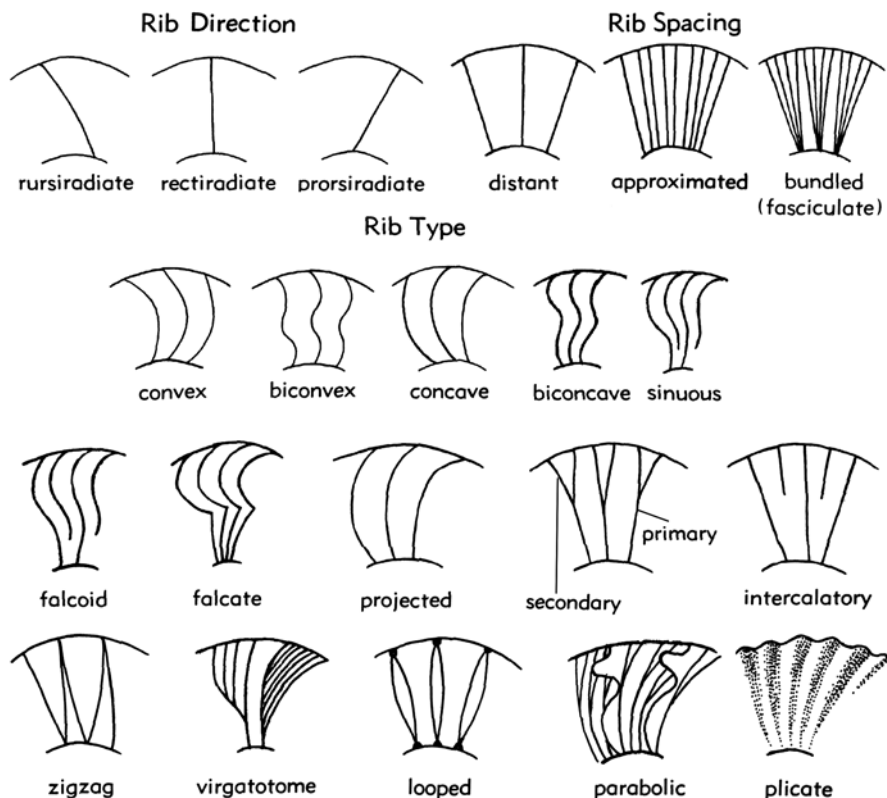 Rib Direction
Rib Spacing
rursiradiate
rectiradiate
prorsiradiate
distant
approximated
bundled
(fasciculate)
Rib Type
convex
biconvex
concave
biconcave
sinuous
falcoid
falcate
projected
secondary
primary
intercalatory
zigzag
virgatotome
looped
parabolic
plicate